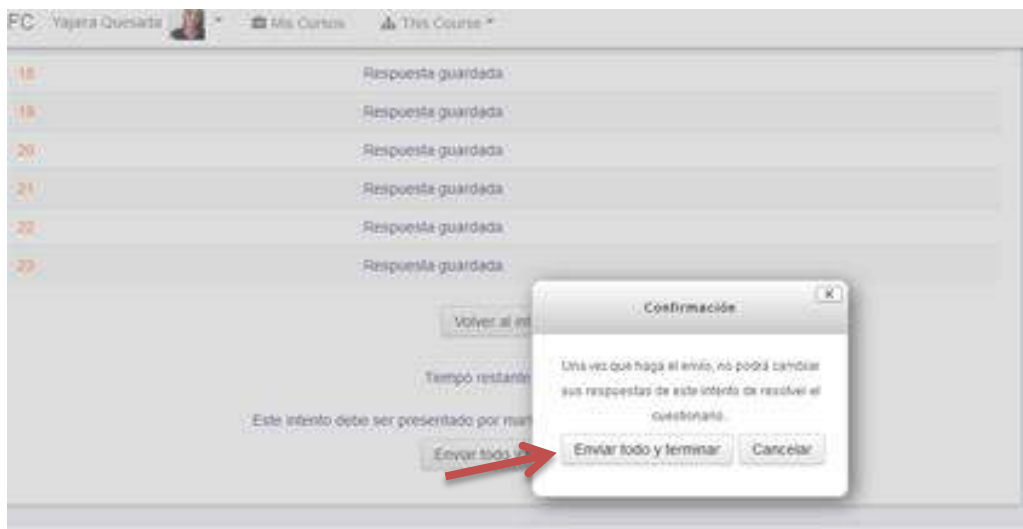 FC Yajaira Quesada Mis Cursos This Course
18 Respuesta guardada
19 Respuesta guardada
20 Respuesta guardada
21 Respuesta guardada
22 Respuesta guardada
23 Respuesta guardada
Volver al
Tiempo restante
Este intento debe ser presentado por
Enviar todo
Confirmación
x
Una vez que haga el envío, no podrá cambiar
sus respuestas de este intento de resolver el
cuestionario.
Enviar todo y terminar Cancelar